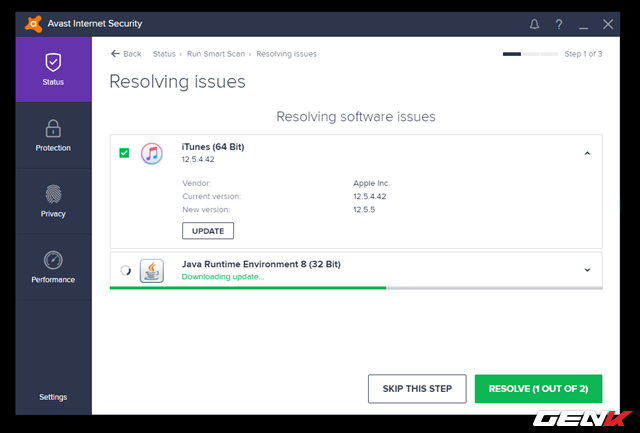 Avast Internet Security
?
Back Status › Run Smart Scan › Resolving issues
Step 1 of 3
Status
Protection
Privacy
Performance
Settings
Resolving issues
Resolving software issues
iTunes (64 Bit)
12.5.4.42
Vendor: Apple Inc.
Current version: 12.5.4.42
New version: 12.5.5
UPDATE
Java Runtime Environment 8 (32 Bit)
Downloading update...
SKIP THIS STEP
RESOLVE (1 OUT OF 2)
GENK